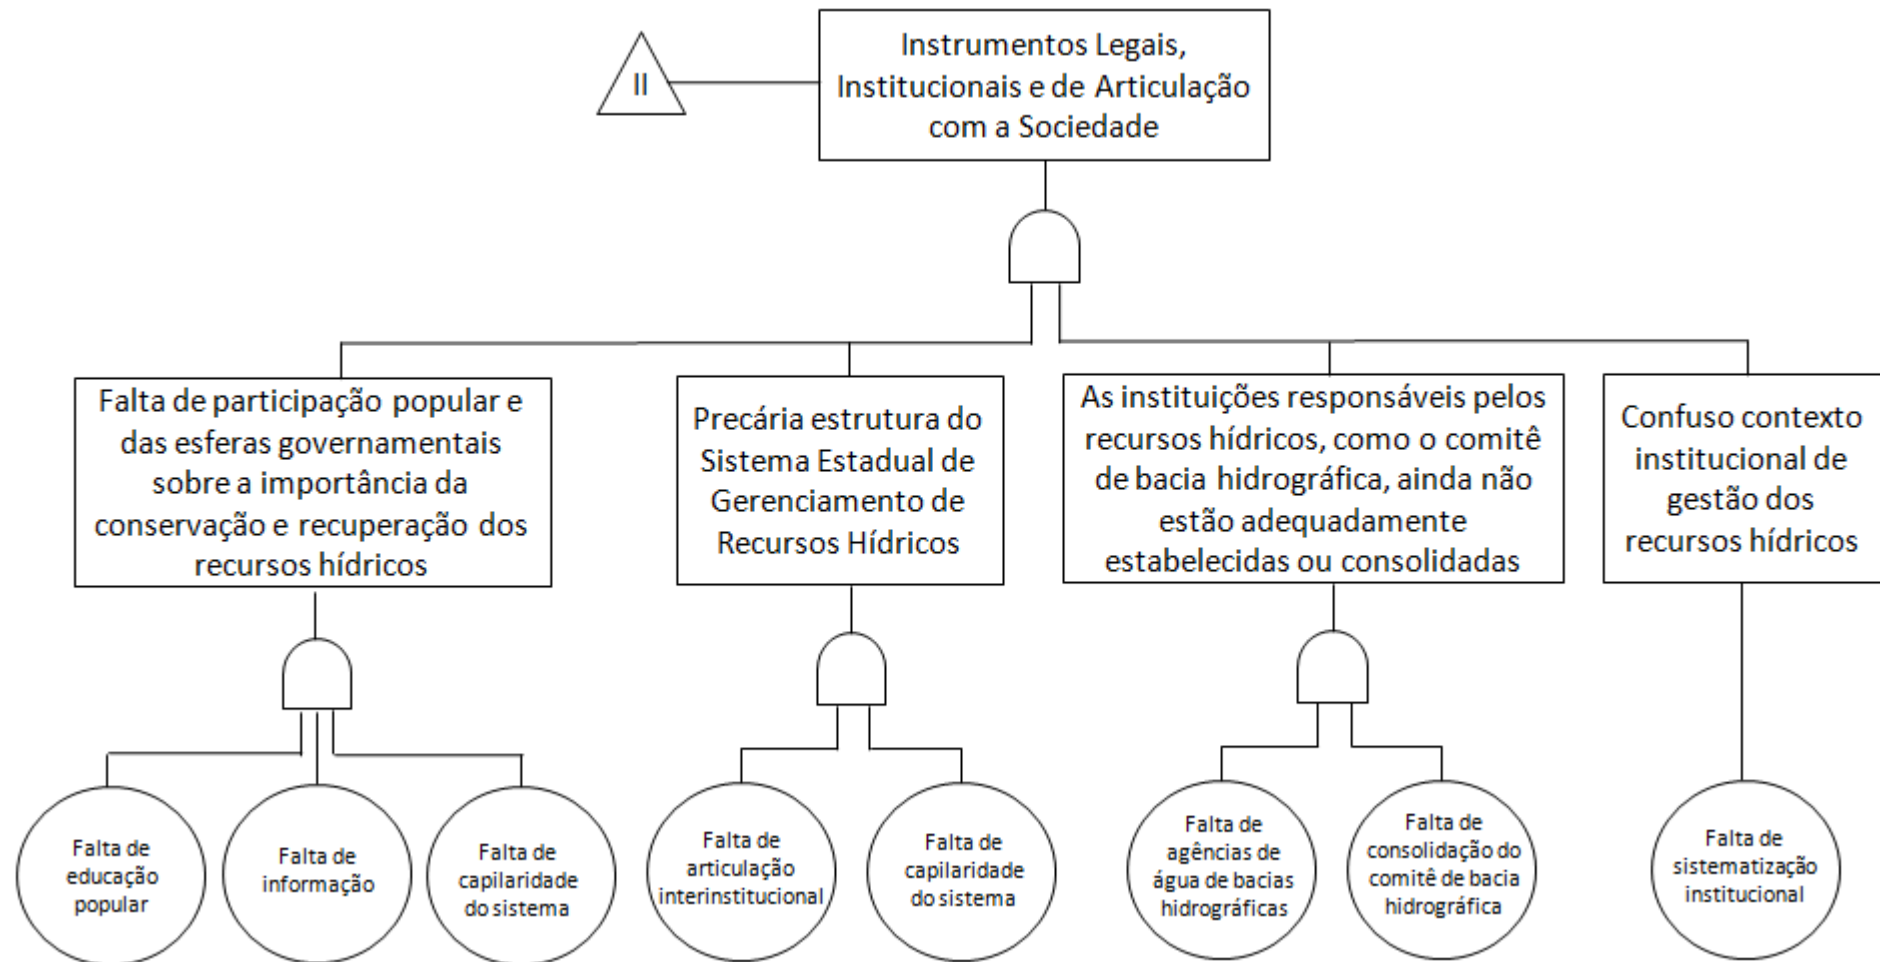 II
Instrumentos Legais,
Institucionais e de Articulação
com a Sociedade
Falta de participação popular e
das esferas governamentais
sobre a importância da
conservação e recuperação dos
recursos hídricos
Precária estrutura do
Sistema Estadual de
Gerenciamento de
Recursos Hídricos
As instituições responsáveis pelos
recursos hídricos, como o comitê
de bacia hidrográfica, ainda não
estão adequadamente
estabelecidas ou consolidadas
Confuso contexto
institucional de
gestão dos
recursos hídricos
Falta de
educação
popular
Falta de
informação
Falta de
capilaridade
do sistema
Falta de
articulação
interinstitucional
Falta de
capilaridade
do sistema
Falta de
agências de
água de bacias
hidrográficas
Falta de
consolidação do
comitê de bacia
hidrográfica
Falta de
sistematização
institucional